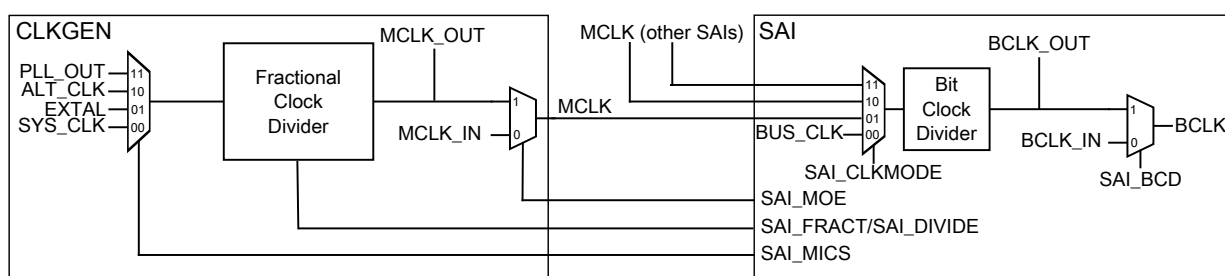 CLKGEN
MCLK_OUT
MCLK (other SAIs)
SAI
BCLK_OUT
PLL_OUT
11
ALT_CLK
10
EXTAL
01
SYS_CLK
00
Fractional
Clock
Divider
1
MCLK_IN
0
MCLK
11
10
01
BUS_CLK
00
Bit
Clock
Divider
1
BCLK_IN
0
BCLK
SAI_CLKMODE
SAI_BCD
SAI_MOE
SAI_FRACT/SAI_DIVIDE
SAI_MICS